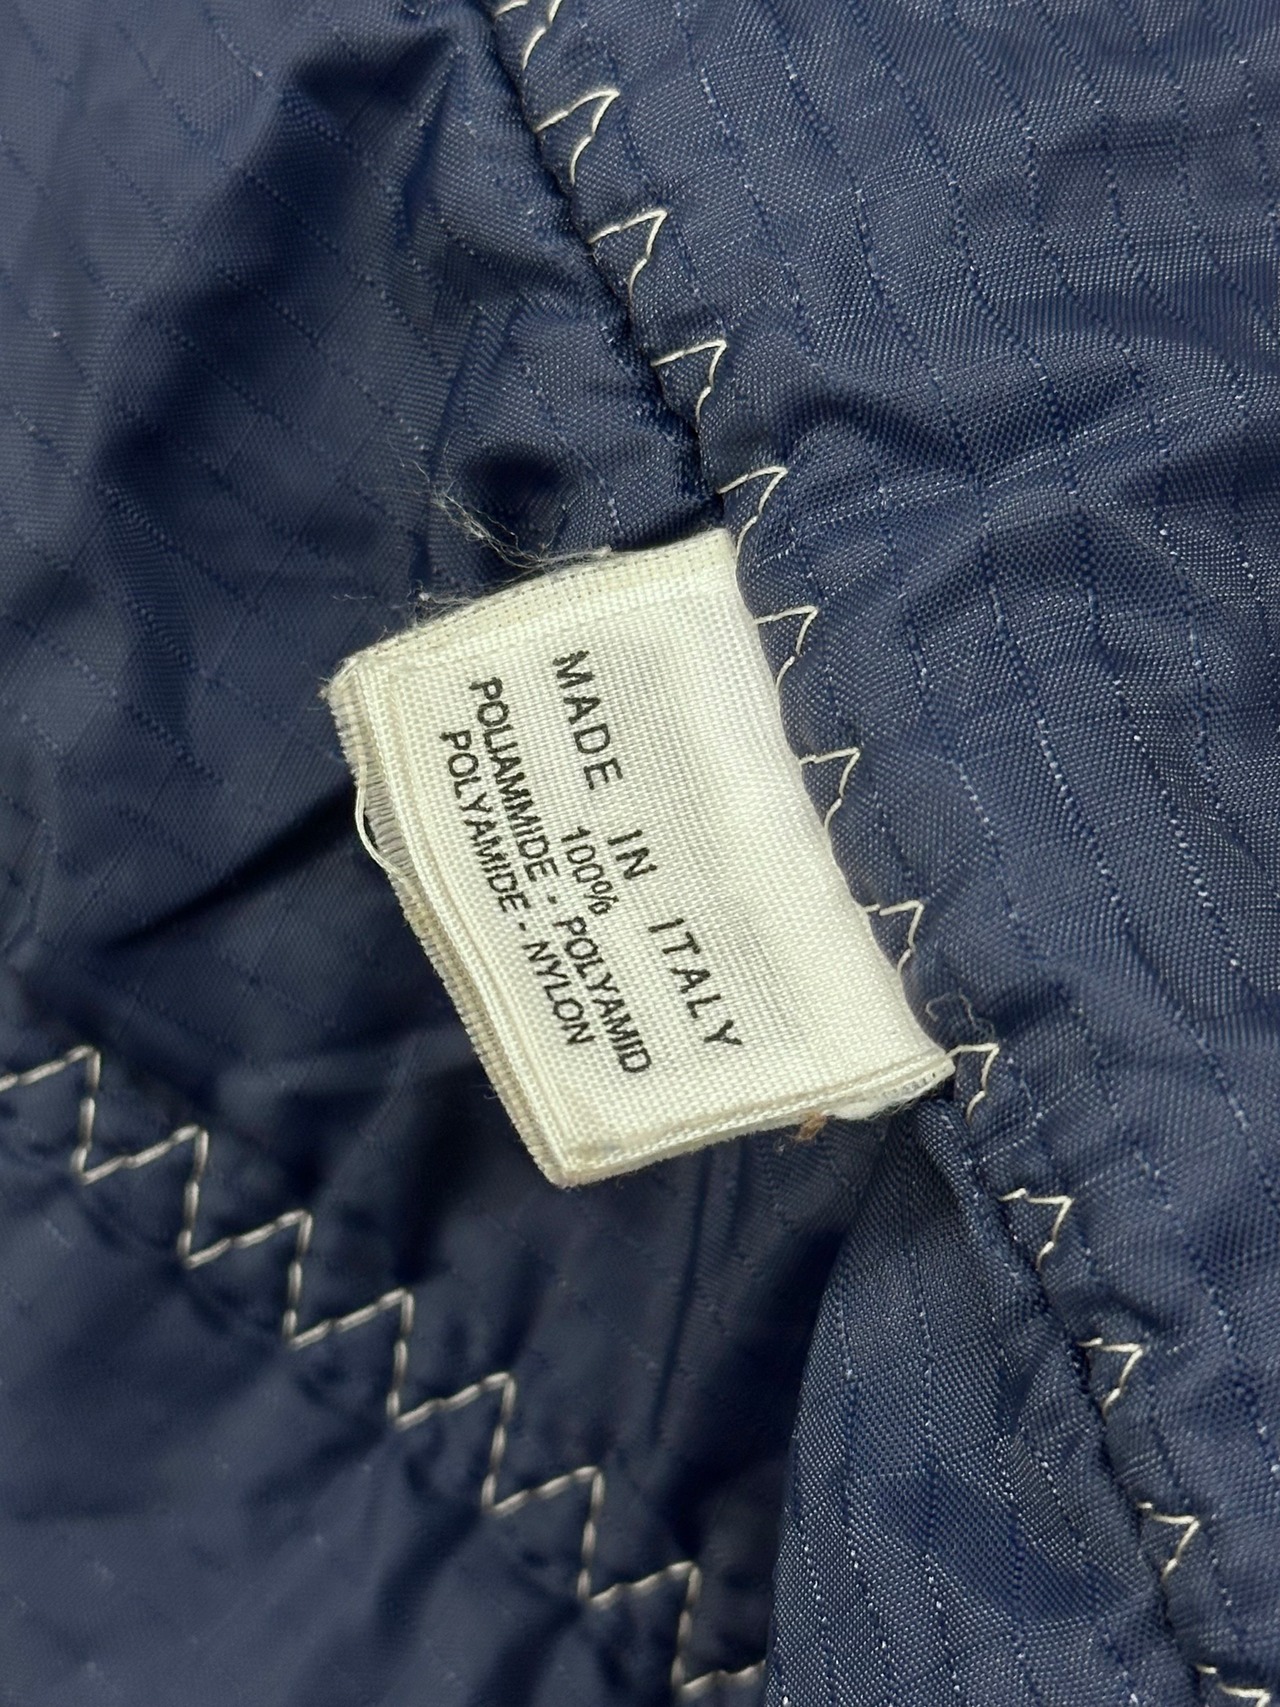 MADE IN ITALY
100%
POLIAMMIDE - POLYAMID
POLYAMIDE - NYLON